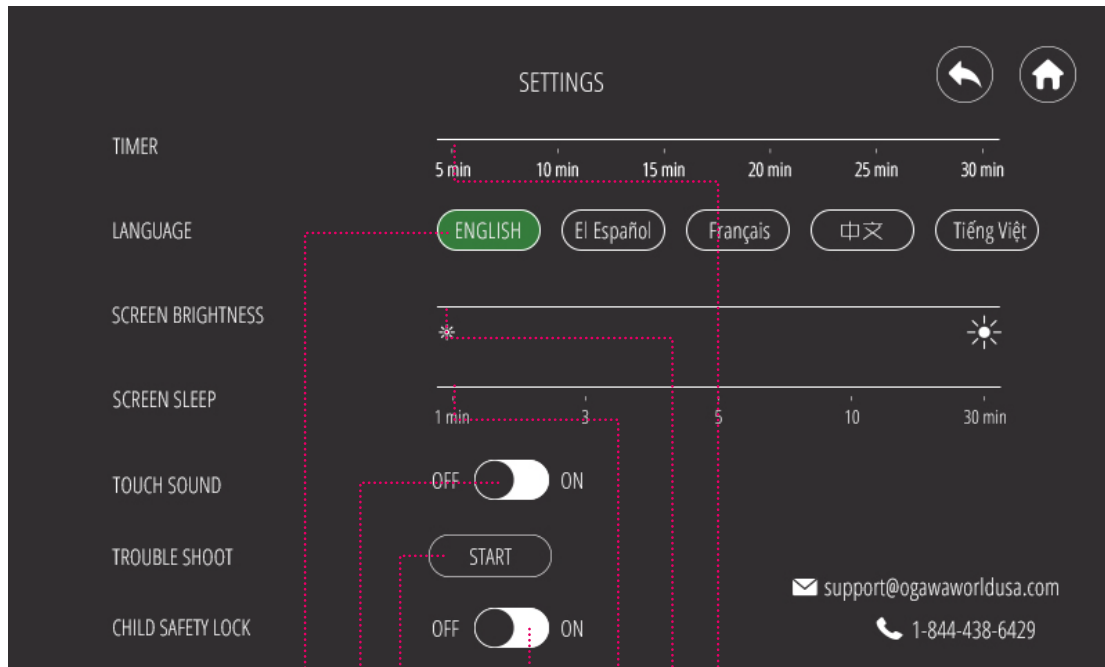 SETTINGS
TIMER
5 min 10 min 15 min 20 min 25 min 30 min
LANGUAGE ENGLISH El Español Français 中文 Tiếng Việt
SCREEN BRIGHTNESS
SCREEN SLEEP
1 min 3 5 10 30 min
TOUCH SOUND OFF ON
TROUBLE SHOOT START
support@ogawaworldusa.com
CHILD SAFETY LOCK OFF ON 1-844-438-6429